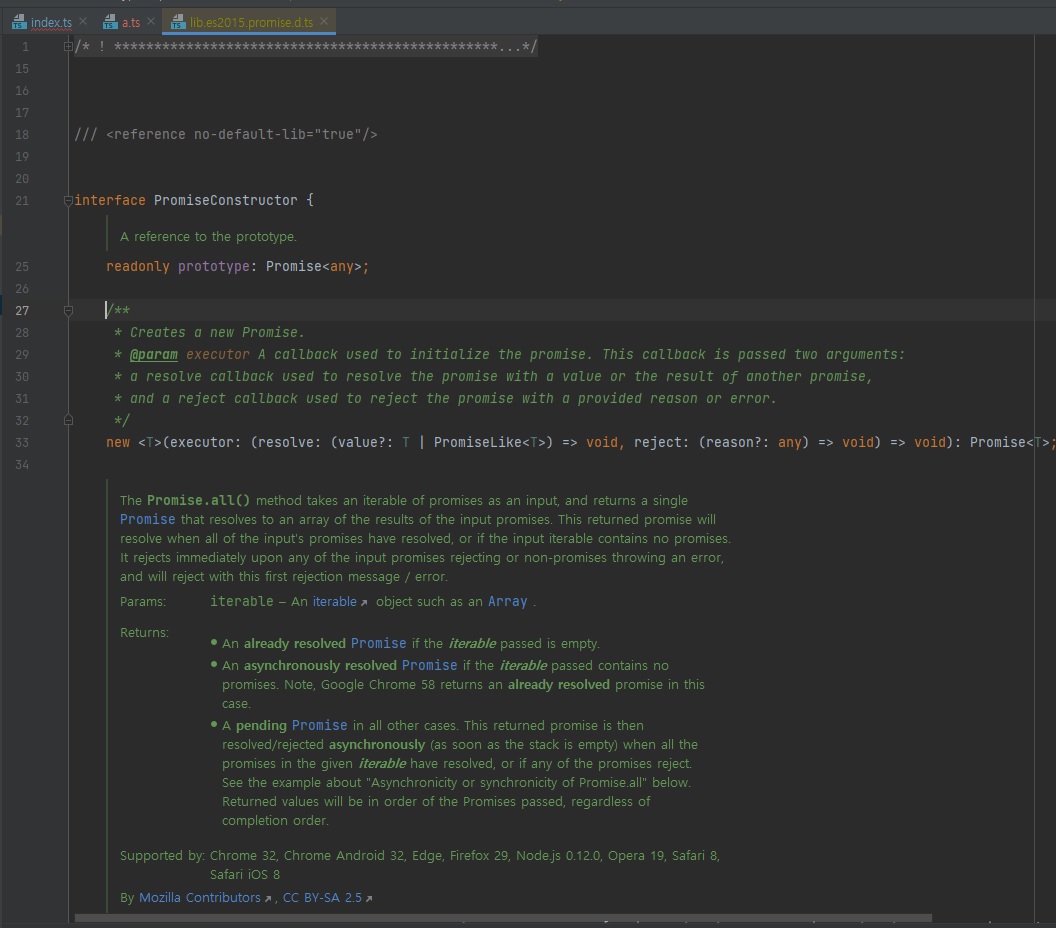 index.ts a.ts lib.es2015.promise.d.ts
1 /* ! ************************************************...*/
15
16
17
18 /// <reference no-default-lib="true"/>
19
20
21 interface PromiseConstructor {
A reference to the prototype.
25 readonly prototype: Promise<any>;
26
27 /**
28 * Creates a new Promise.
29 * @param executor A callback used to initialize the promise. This callback is passed two arguments:
30 * a resolve callback used to resolve the promise with a value or the result of another promise,
31 * and a reject callback used to reject the promise with a provided reason or error.
32 */
33 new <T>(executor: (resolve: (value?: T | PromiseLike<T>) => void, reject: (reason?: any) => void) => void): Promise<T>;
34
The Promise.all() method takes an iterable of promises as an input, and returns a single
Promise that resolves to an array of the results of the input promises. This returned promise will
resolve when all of the input's promises have resolved, or if the input iterable contains no promises.
It rejects immediately upon any of the input promises rejecting or non-promises throwing an error,
and will reject with this first rejection message / error.
Params: iterable – An iterable↗ object such as an Array .
Returns:
• An already resolved Promise if the iterable passed is empty.
• An asynchronously resolved Promise if the iterable passed contains no
promises. Note, Google Chrome 58 returns an already resolved promise in this
case.
• A pending Promise in all other cases. This returned promise is then
resolved/rejected asynchronously (as soon as the stack is empty) when all the
promises in the given iterable have resolved, or if any of the promises reject.
See the example about "Asynchronicity or synchronicity of Promise.all" below.
Returned values will be in order of the Promises passed, regardless of
completion order.
Supported by: Chrome 32, Chrome Android 32, Edge, Firefox 29, Node.js 0.12.0, Opera 19, Safari 8,
Safari iOS 8
By Mozilla Contributors↗, CC BY-SA 2.5↗